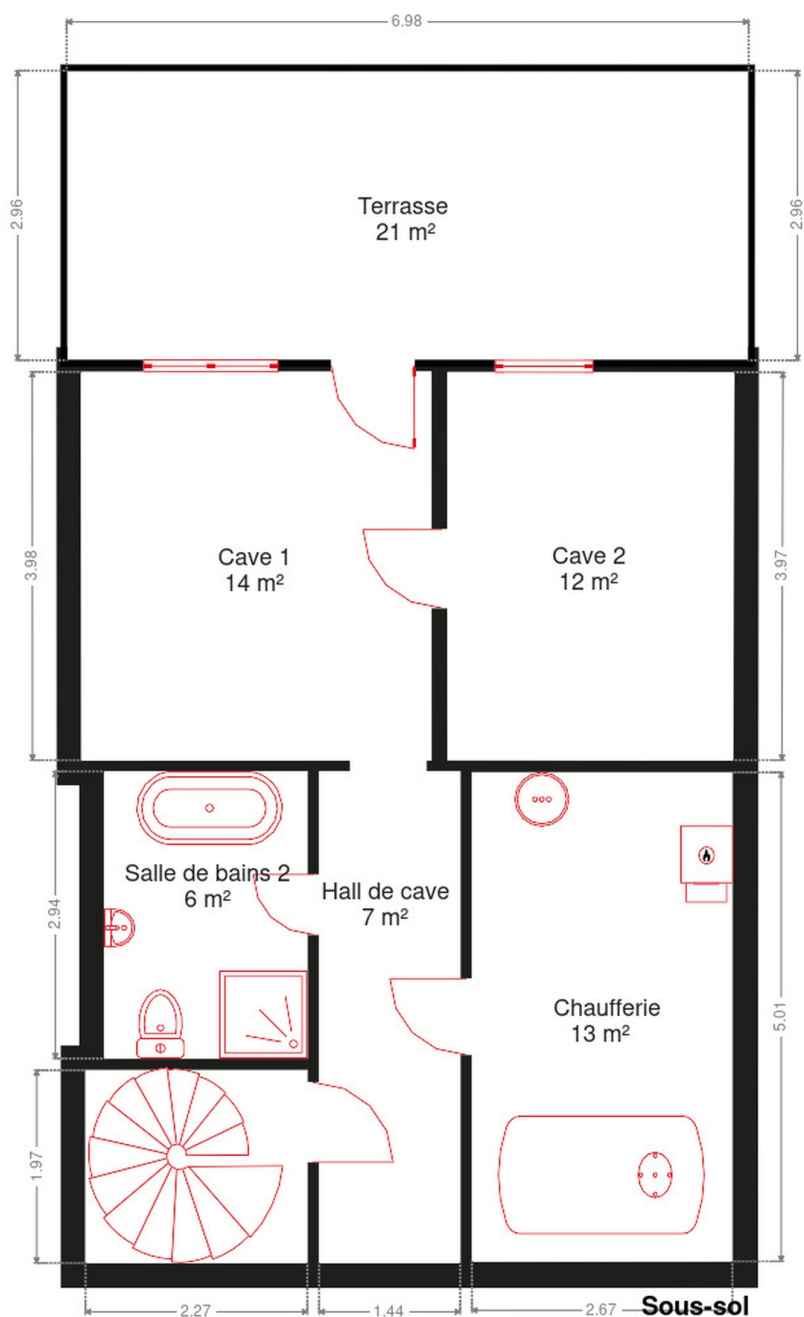 6.98
2.96
2.96
Terrasse
21 m²
3.98
3.97
Cave 1
14 m²
Cave 2
12 m²
Salle de bains 2
6 m²
Hall de cave
7 m²
2.94
5.01
Chaufferie
13 m²
1.97
2.27
1.44
2.67
Sous-sol